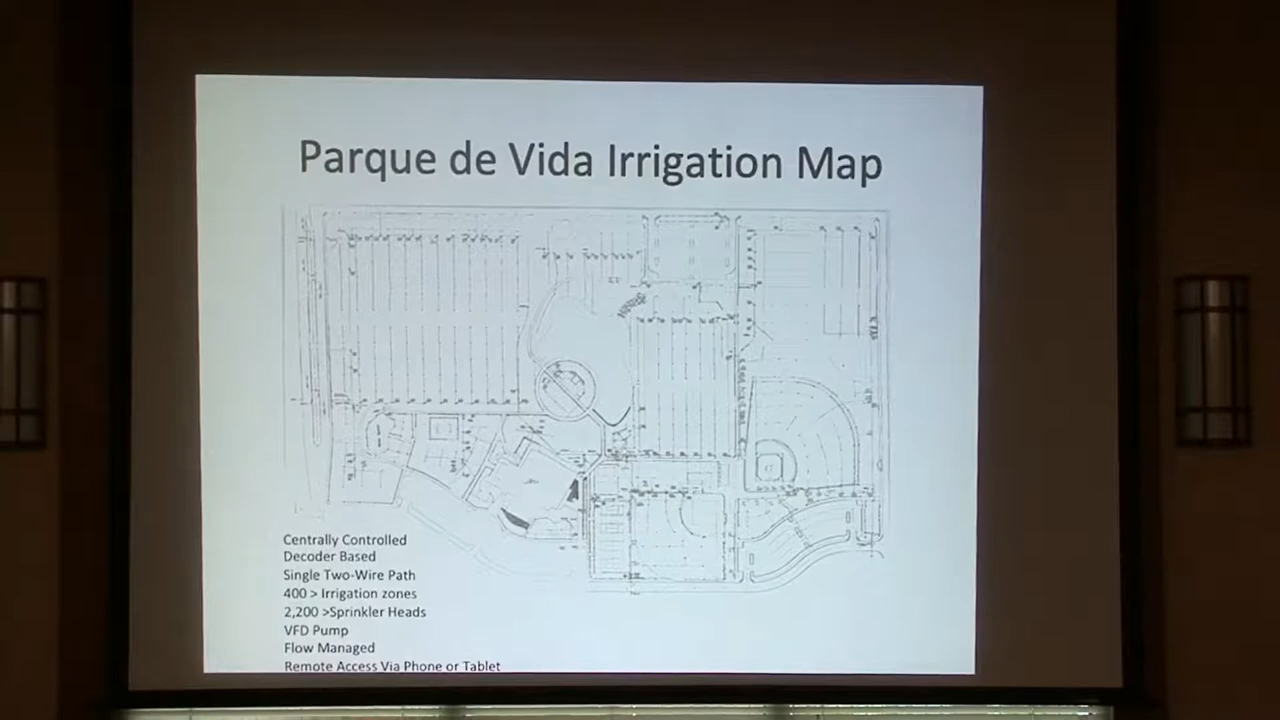 Parque de Vida Irrigation Map
Centrally Controlled
Decoder Based
Single Two-Wire Path
400 > Irrigation zones
2,200 >Sprinkler Heads
VFD Pump
Flow Managed
Remote Access Via Phone or Tablet